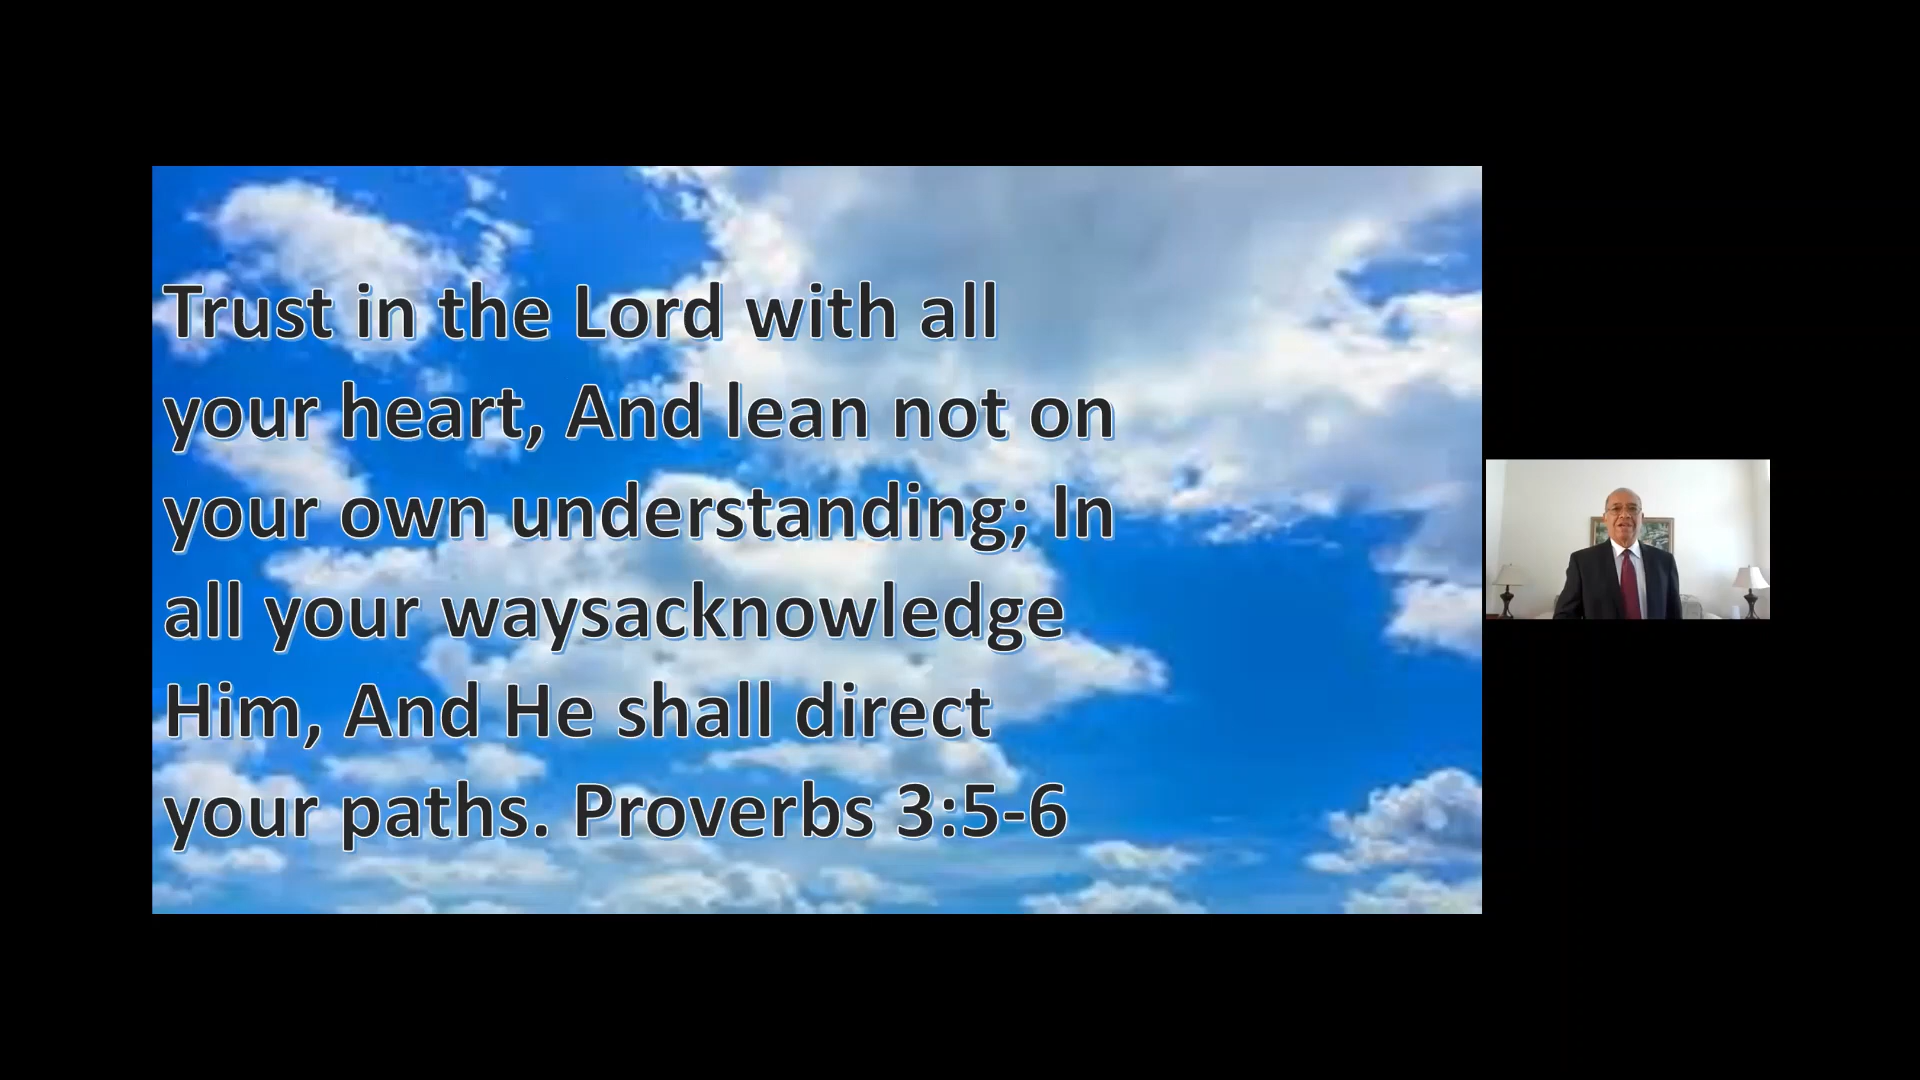 Trust in the Lord with all
your heart, And lean not on
your own understanding; In
all your waysacknowledge
Him, And He shall direct
your paths. Proverbs 3:5-6